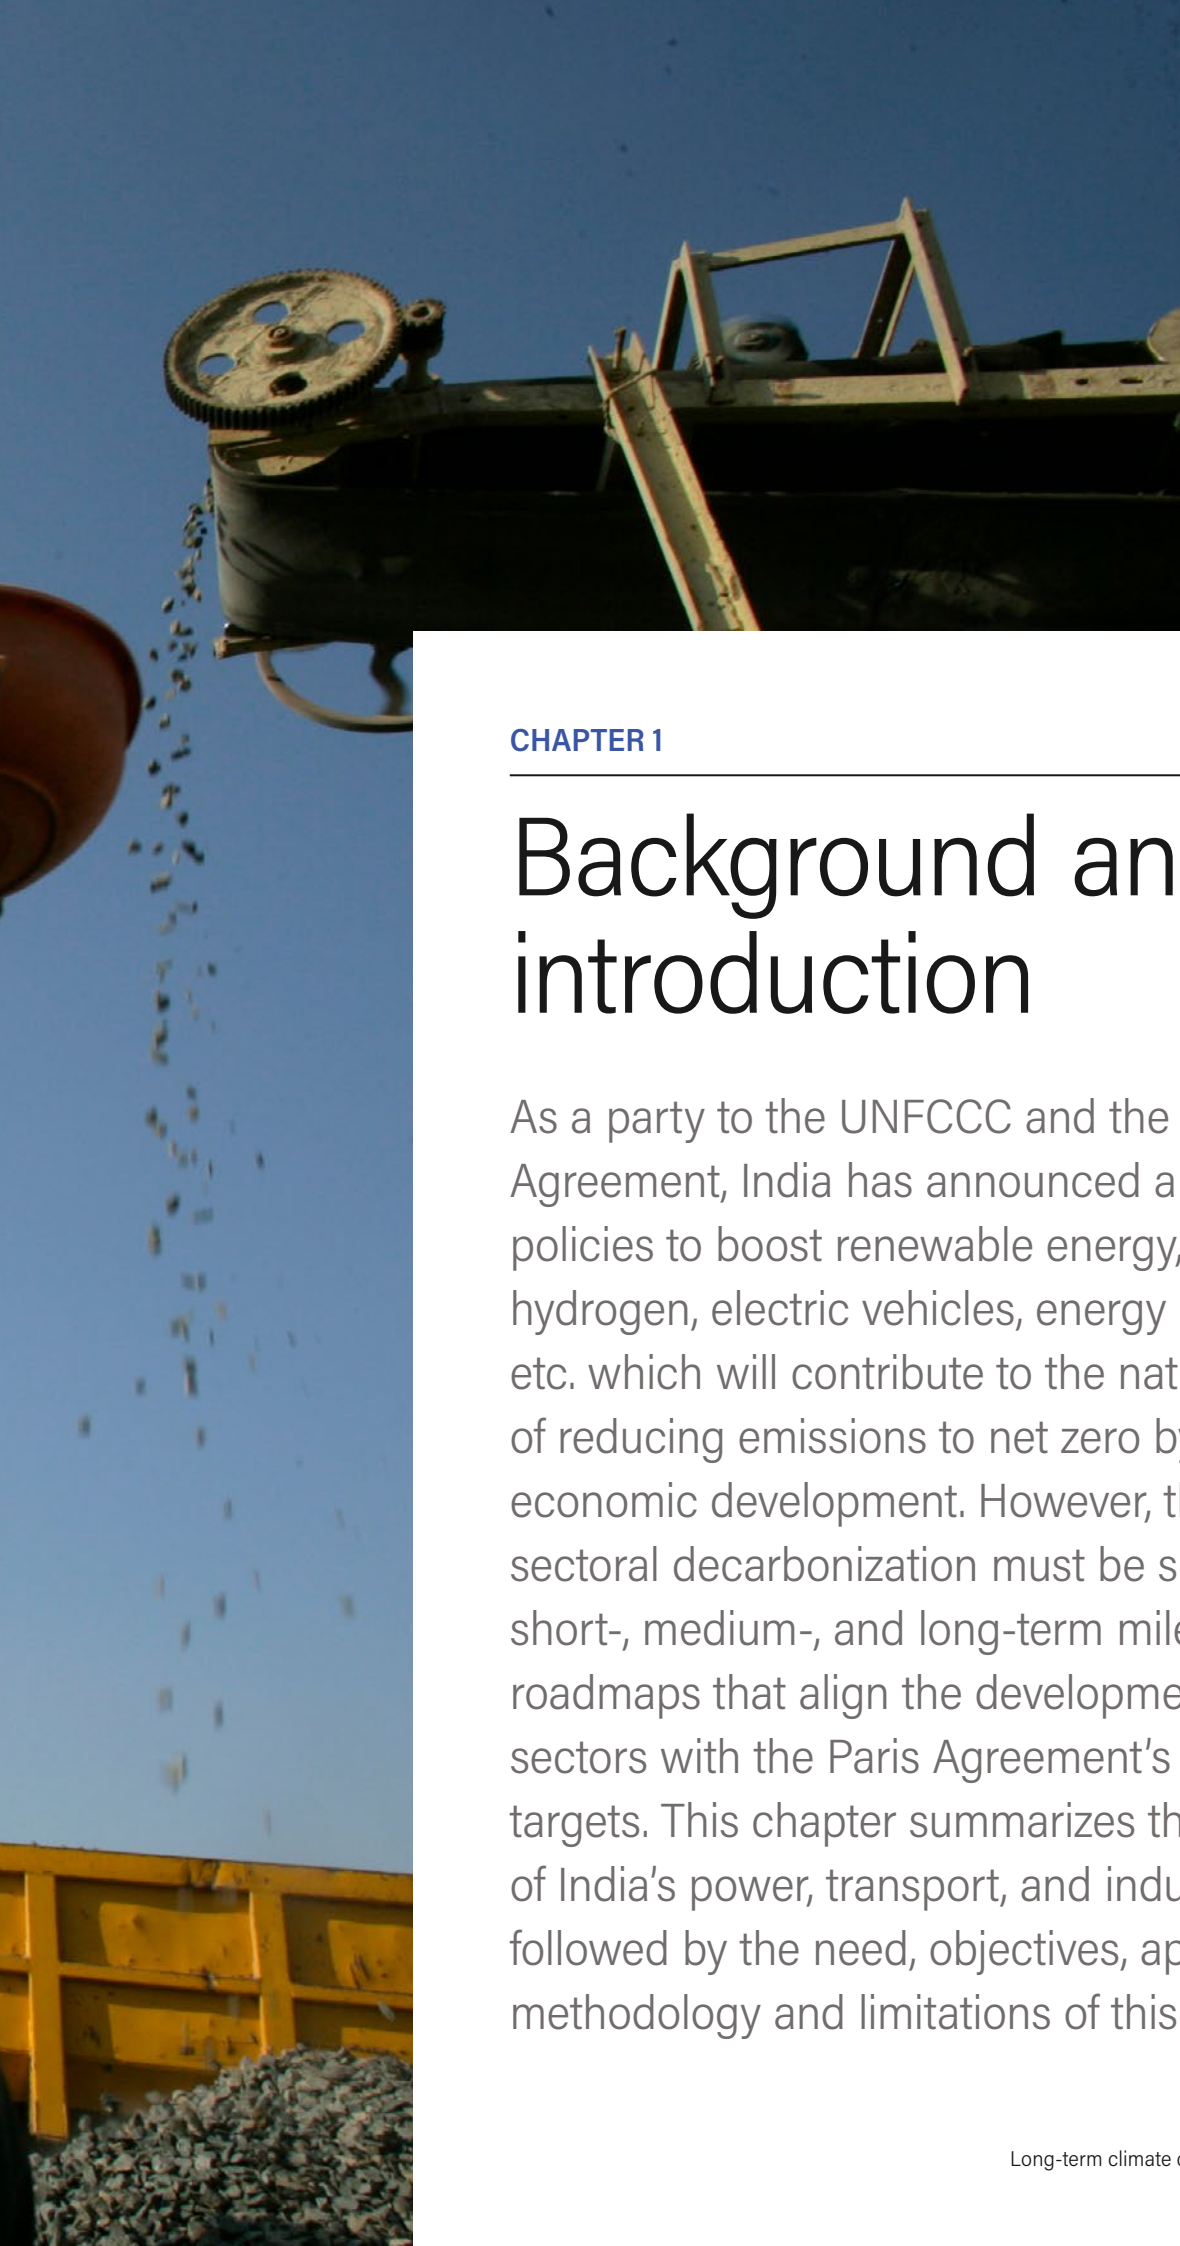 CHAPTER 1
Background an
introduction
As a party to the UNFCCC and the
Agreement, India has announced a
policies to boost renewable energy,
hydrogen, electric vehicles, energy
etc. which will contribute to the nat
of reducing emissions to net zero by
economic development. However, th
sectoral decarbonization must be s
short-, medium-, and long-term mile
roadmaps that align the developme
sectors with the Paris Agreement’s
targets. This chapter summarizes th
of India’s power, transport, and indu
followed by the need, objectives, ap
methodology and limitations of this
Long-term climate